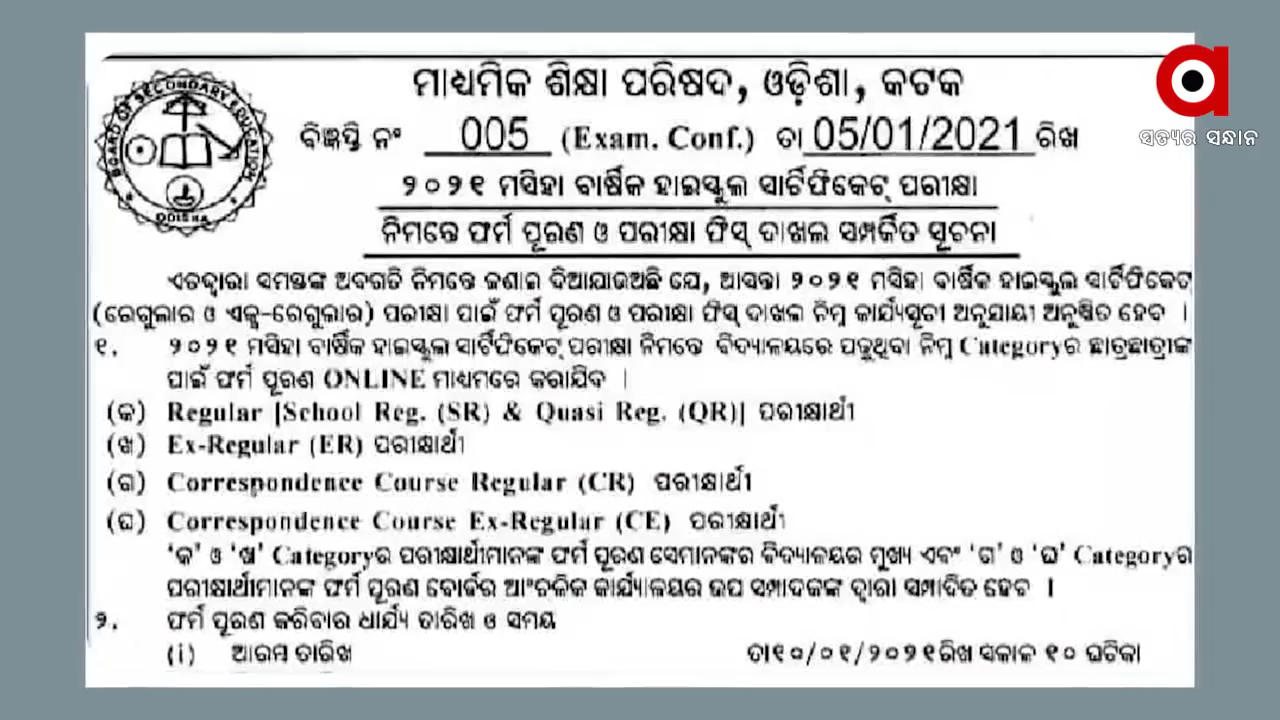 ମାଧ୍ୟମିକ ଶିକ୍ଷା ପରିଷଦ, ଓଡ଼ିଶା, କଟକ
BOARD OF SECONDARY EDUCATION
ODISHA
ବିଜ୍ଞପ୍ତି ନଂ 005 (Exam. Conf.) ତା 05/01/2021 ରିଖ
ସତ୍ୟର ସନ୍ଧାନ
୨୦୨୧ ମସିହା ବାର୍ଷିକ ହାଇସ୍କୁଲ ସାର୍ଟିଫିକେଟ୍ ପରୀକ୍ଷା
ନିମନ୍ତେ ଫର୍ମ ପୂରଣ ଓ ପରୀକ୍ଷା ଫିସ୍ ଦାଖଲ ସମ୍ପର୍କିତ ସୂଚନା
ଏତଦ୍ଵାରା ସମସ୍ତଙ୍କ ଅବଗତି ନିମନ୍ତେ ଜଣାଇ ଦିଆଯାଉଅଛି ଯେ, ଆସନ୍ତା ୨୦୨୧ ମସିହା ବାର୍ଷିକ ହାଇସ୍କୁଲ ସାର୍ଟିଫିକେଟ୍
(ରେଗୁଲାର ଓ ଏକ୍ସ-ରେଗୁଲାର) ପରୀକ୍ଷା ପାଇଁ ଫର୍ମ ପୂରଣ ଓ ପରୀକ୍ଷା ଫିସ୍ ଦାଖଲ ନିମ୍ନ କାର୍ଯ୍ୟସୂଚୀ ଅନୁଯାୟୀ ଅନୁଷ୍ଠିତ ହେବ ।
୧. ୨୦୨୧ ମସିହା ବାର୍ଷିକ ହାଇସ୍କୁଲ ସାର୍ଟିଫିକେଟ୍ ପରୀକ୍ଷା ନିମନ୍ତେ ବିଦ୍ୟାଳୟରେ ପଢୁଥିବା ନିମ୍ନ Categoryର ଛାତ୍ରଛାତ୍ରୀଙ୍କ
ପାଇଁ ଫର୍ମ ପୂରଣ ONLINE ମାଧ୍ୟମରେ କରାଯିବ ।
(କ) Regular [School Reg. (SR) & Quasi Reg. (QR)] ପରୀକ୍ଷାର୍ଥୀ
(ଖ) Ex-Regular (ER) ପରୀକ୍ଷାର୍ଥୀ
(ଗ) Correspondence Course Regular (CR) ପରୀକ୍ଷାର୍ଥୀ
(ଘ) Correspondence Course Ex-Regular (CE) ପରୀକ୍ଷାର୍ଥୀ
‘କ’ ଓ ‘ଖ’ Categoryର ପରୀକ୍ଷାର୍ଥୀମାନଙ୍କ ଫର୍ମ ପୂରଣ ସେମାନଙ୍କର ବିଦ୍ୟାଳୟର ମୁଖ୍ୟ ଏବଂ ‘ଗ’ ଓ ‘ଘ’ Categoryର
ପରୀକ୍ଷାର୍ଥୀମାନଙ୍କ ଫର୍ମ ପୂରଣ ବୋର୍ଡର ଆଂଚଳିକ କାର୍ଯ୍ୟାଳୟର ଉପ ସମ୍ପାଦକଙ୍କ ଦ୍ୱାରା ସମ୍ପାଦିତ ହେବ ।
୨. ଫର୍ମ ପୂରଣ କରିବାର ଧାର୍ଯ୍ୟ ତାରିଖ ଓ ସମୟ
(i) ଆରମ୍ଭ ତାରିଖ ତା୧୦/୦୧/୨୦୨୧ରିଖ ସକାଳ ୧୦ ଘଟିକା